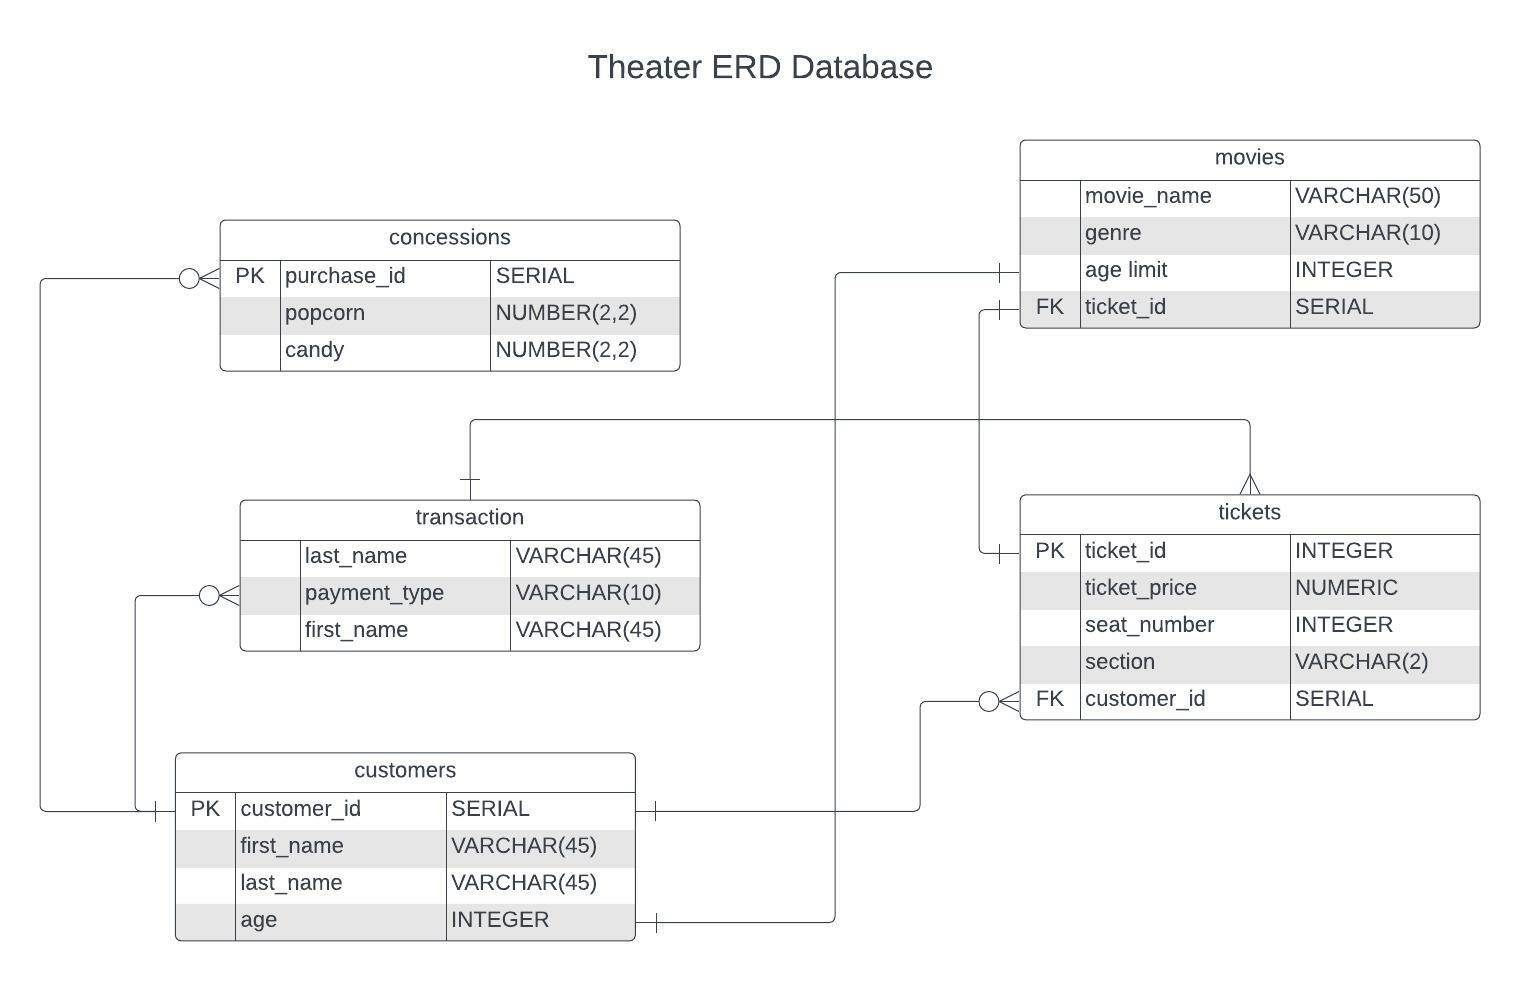 Theater ERD Database
movies
movie_name VARCHAR(50)
genre VARCHAR(10)
age limit INTEGER
FK ticket_id SERIAL
concessions
PK purchase_id SERIAL
popcorn NUMBER(2,2)
candy NUMBER(2,2)
transaction
last_name VARCHAR(45)
payment_type VARCHAR(10)
first_name VARCHAR(45)
tickets
PK ticket_id INTEGER
ticket_price NUMERIC
seat_number INTEGER
section VARCHAR(2)
FK customer_id SERIAL
customers
PK customer_id SERIAL
first_name VARCHAR(45)
last_name VARCHAR(45)
age INTEGER